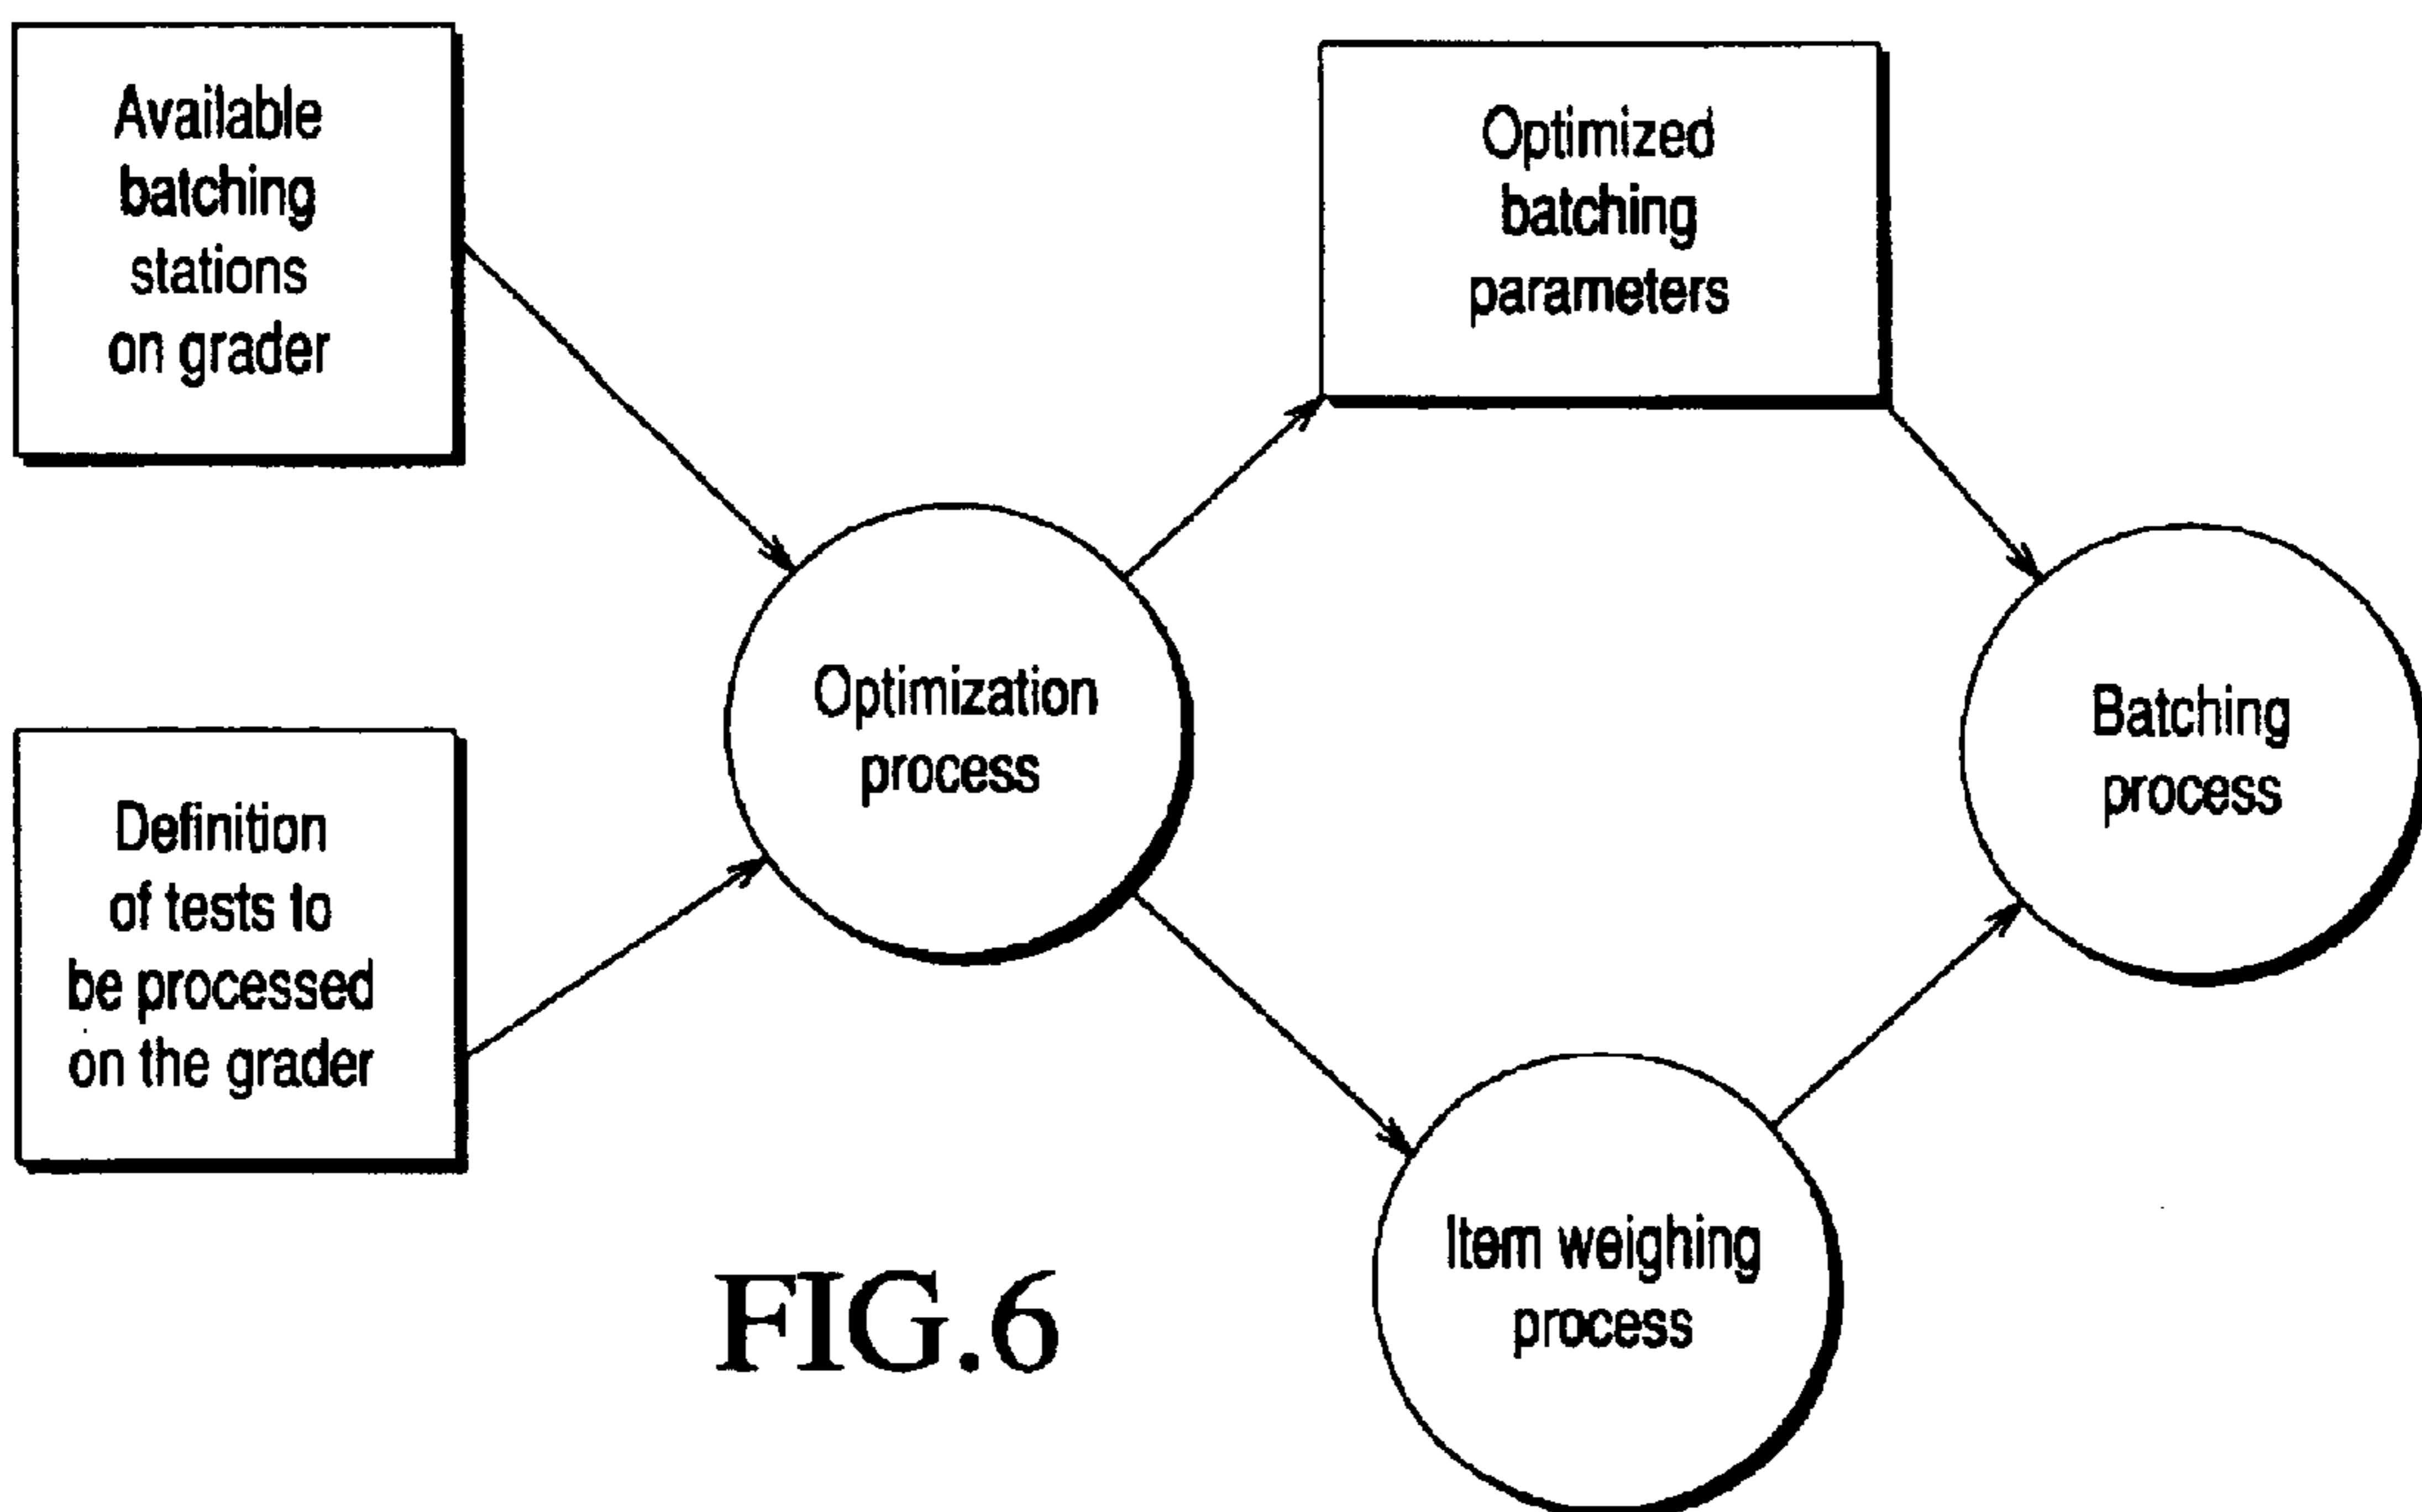 Available
batching
stations
on grader
Optimized
batching
parameters
Optimization
process
Batching
process
Definition
of tests to
be processed
on the grader
Item weighing
process
FIG.6